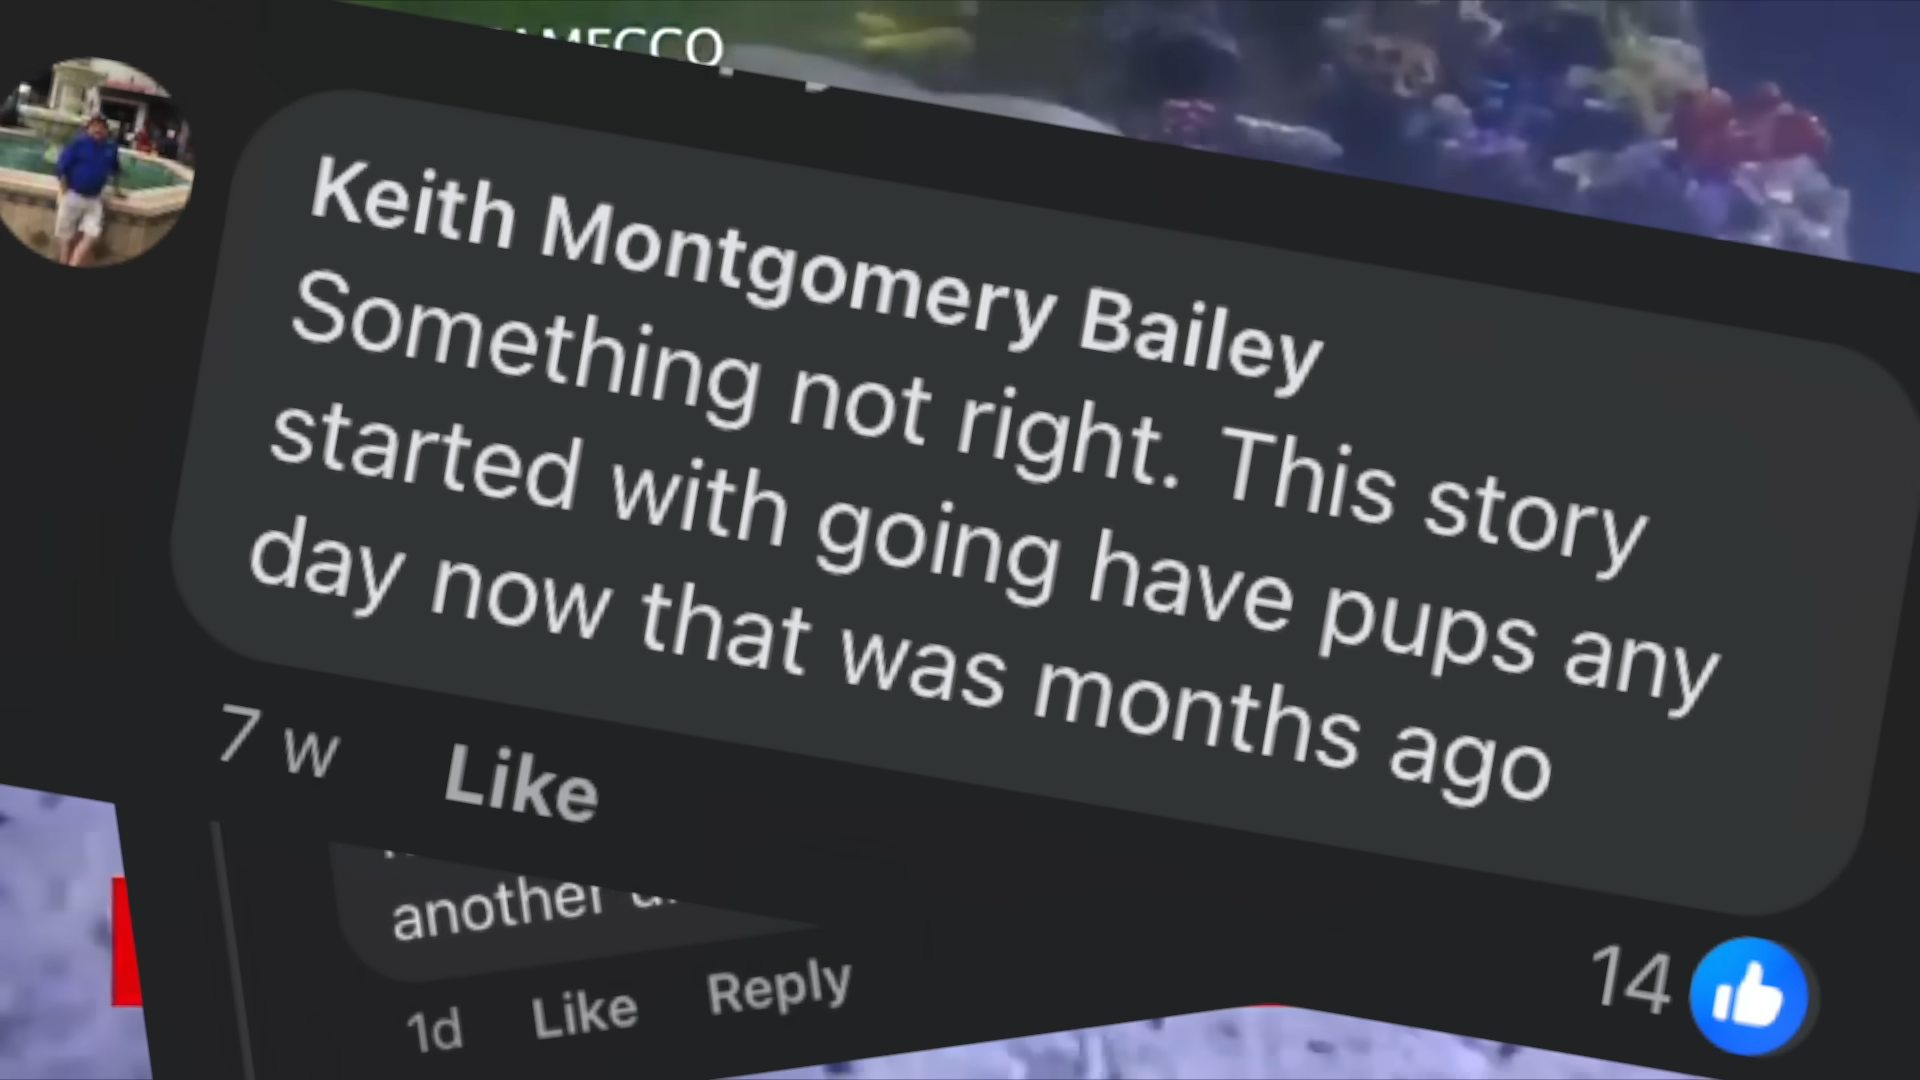 Keith Montgomery Bailey
Something not right. This story
started with going have pups any
day now that was months ago
7 w Like
14
another
1d Like Reply